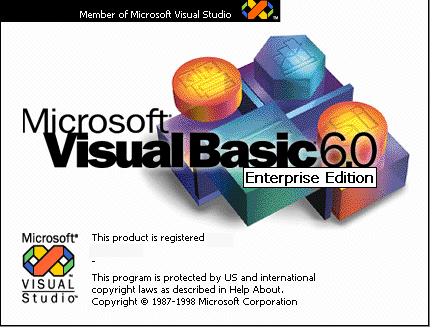 Member of Microsoft Visual Studio ™
Microsoft®
Visual Basic 6.0
Enterprise Edition
Microsoft®
VISUAL
Studio™
This product is registered
-
This program is protected by US and international
copyright laws as described in Help About.
Copyright © 1987-1998 Microsoft Corporation